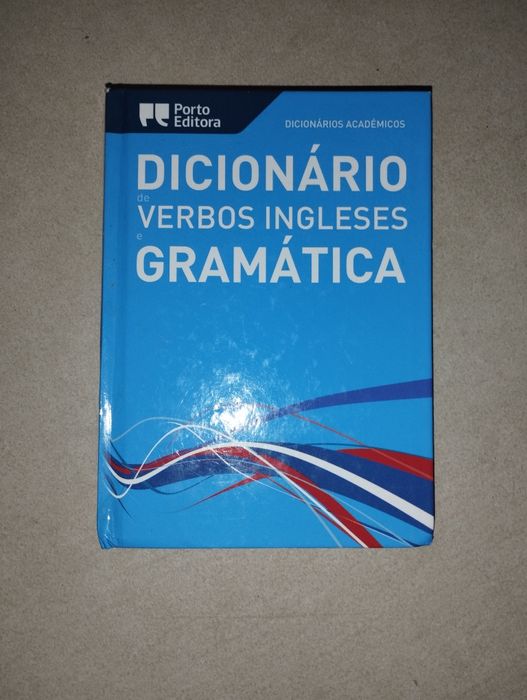 Porto
Editora
DICIONÁRIOS ACADÉMICOS
DICIONÁRIO
de
VERBOS INGLESES
e
GRAMÁTICA